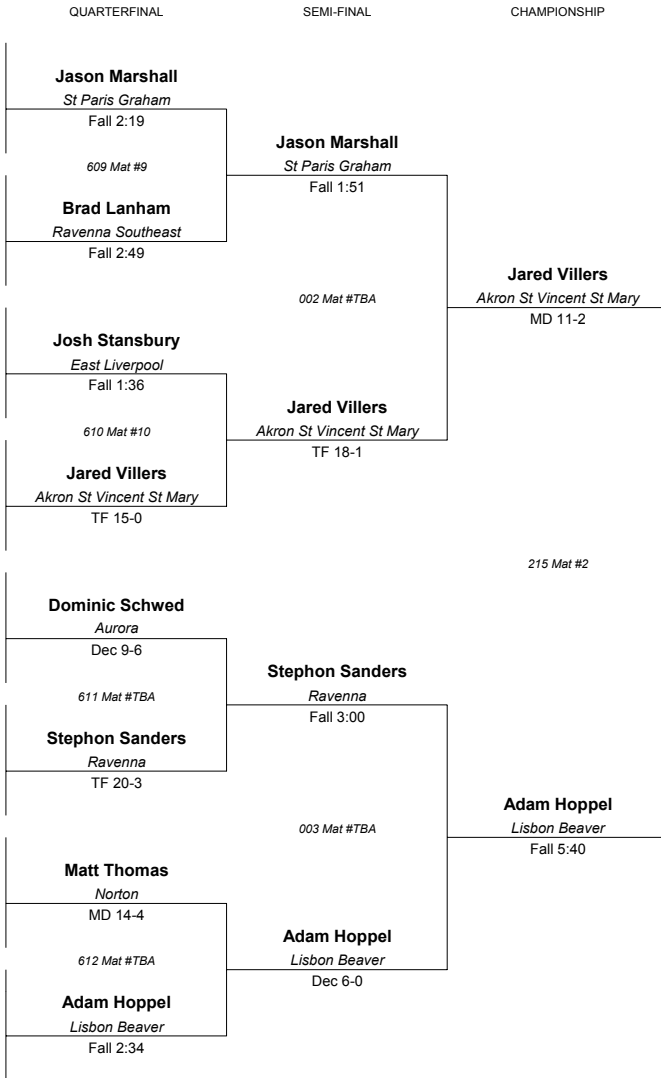 QUARTERFINAL SEMI-FINAL CHAMPIONSHIP
Jason Marshall
St Paris Graham
Fall 2:19
609 Mat #9
Brad Lanham
Ravenna Southeast
Fall 2:49
Josh Stansbury
East Liverpool
Fall 1:36
610 Mat #10
Jared Villers
Akron St Vincent St Mary
TF 15-0
Dominic Schwed
Aurora
Dec 9-6
611 Mat #TBA
Stephon Sanders
Ravenna
TF 20-3
Matt Thomas
Norton
MD 14-4
612 Mat #TBA
Adam Hoppel
Lisbon Beaver
Fall 2:34
Jason Marshall
St Paris Graham
Fall 1:51
002 Mat #TBA
Jared Villers
Akron St Vincent St Mary
TF 18-1
Stephon Sanders
Ravenna
Fall 3:00
003 Mat #TBA
Adam Hoppel
Lisbon Beaver
Dec 6-0
Jared Villers
Akron St Vincent St Mary
MD 11-2
215 Mat #2
Adam Hoppel
Lisbon Beaver
Fall 5:40